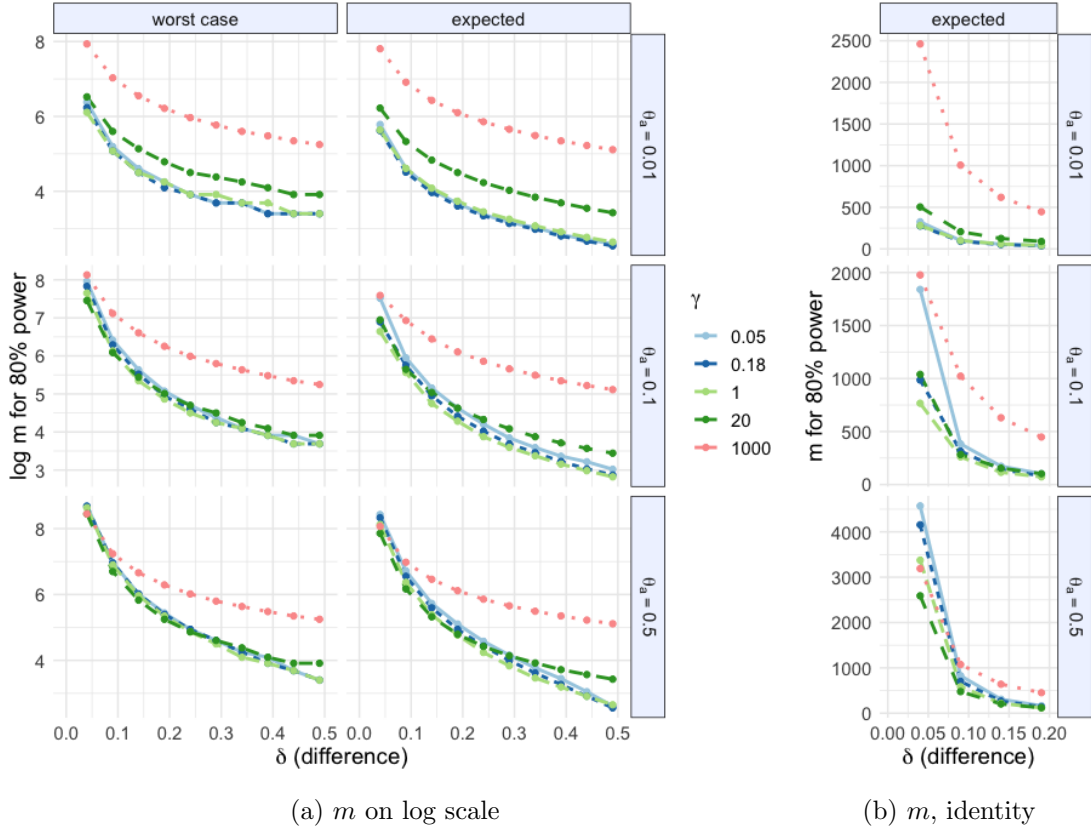 worst case
expected
expected
log m for 80% power
8
6
4
θa = 0.01
8
7
6
5
4
3
θa = 0.1
8
6
4
θa = 0.5
0.0 0.1 0.2 0.3 0.4 0.5
0.0 0.1 0.2 0.3 0.4 0.5
δ (difference)
γ
0.05
0.18
1
20
1000
m for 80% power
2500
2000
1500
1000
500
0
θa = 0.01
2000
1500
1000
500
0
θa = 0.1
4000
3000
2000
1000
0
θa = 0.5
0.00 0.05 0.10 0.15 0.20
δ (difference)
(a) m on log scale
(b) m, identity